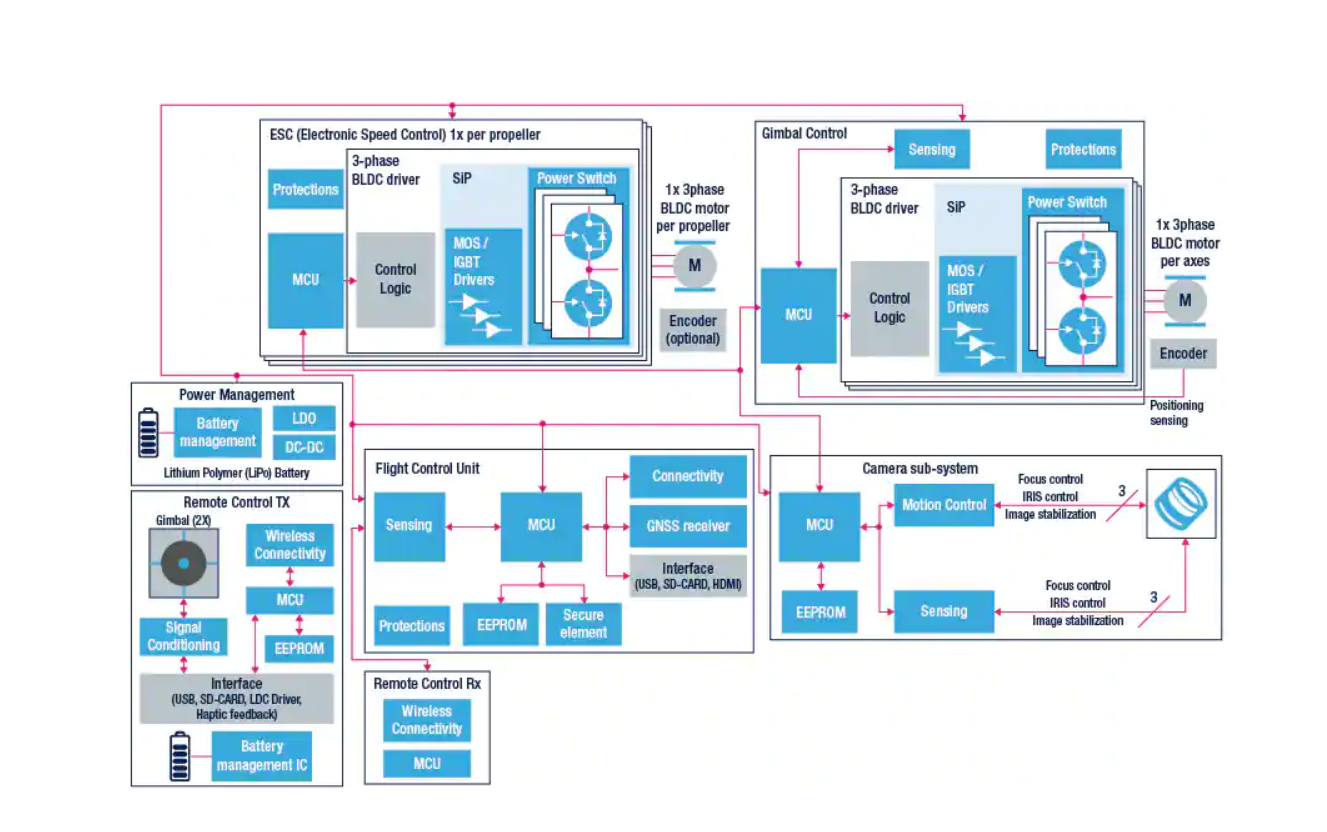 ESC (Electronic Speed Control) 1x per propeller
Protections
MCU
3-phase
BLDC driver
Control
Logic
SiP
MOS /
IGBT
Drivers
Power Switch
1x 3phase
BLDC motor
per propeller
M
Encoder
(optional)
Gimbal Control
Sensing
Protections
MCU
3-phase
BLDC driver
Control
Logic
SiP
MOS /
IGBT
Drivers
Power Switch
1x 3phase
BLDC motor
per axes
M
Encoder
Positioning
sensing
Power Management
Battery
management
LDO
DC-DC
Lithium Polymer (LiPo) Battery
Remote Control TX
Gimbal (2X)
Wireless
Connectivity
MCU
Signal
Conditioning
EEPROM
Interface
(USB, SD-CARD, LDC Driver,
Haptic feedback)
Battery
management IC
Flight Control Unit
Sensing
MCU
Connectivity
GNSS receiver
Interface
(USB, SD-CARD, HDMI)
Protections
EEPROM
Secure
element
Remote Control Rx
Wireless
Connectivity
MCU
Camera sub-system
MCU
Motion Control
Focus control
IRIS control
Image stabilization
3
EEPROM
Sensing
Focus control
IRIS control
Image stabilization
3